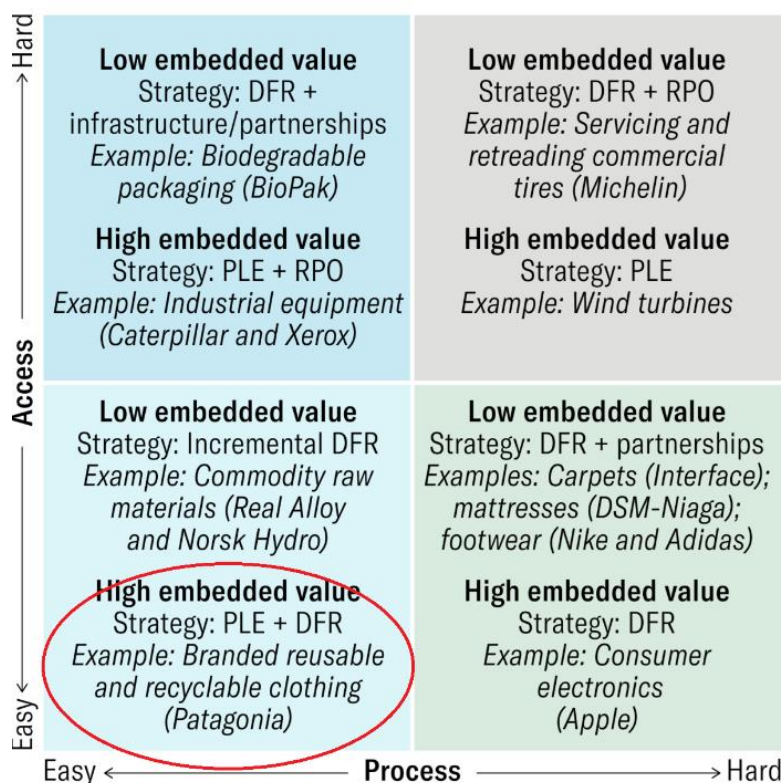 Hard
Access
Easy
Low embedded value
Strategy: DFR +
infrastructure/partnerships
Example: Biodegradable
packaging (BioPak)
High embedded value
Strategy: PLE + RPO
Example: Industrial equipment
(Caterpillar and Xerox)
Low embedded value
Strategy: DFR + RPO
Example: Servicing and
retreading commercial
tires (Michelin)
High embedded value
Strategy: PLE
Example: Wind turbines
Low embedded value
Strategy: Incremental DFR
Example: Commodity raw
materials (Real Alloy
and Norsk Hydro)
High embedded value
Strategy: PLE + DFR
Example: Branded reusable
and recyclable clothing
(Patagonia)
Low embedded value
Strategy: DFR + partnerships
Examples: Carpets (Interface);
mattresses (DSM-Niaga);
footwear (Nike and Adidas)
High embedded value
Strategy: DFR
Example: Consumer
electronics
(Apple)
Easy
Process
Hard